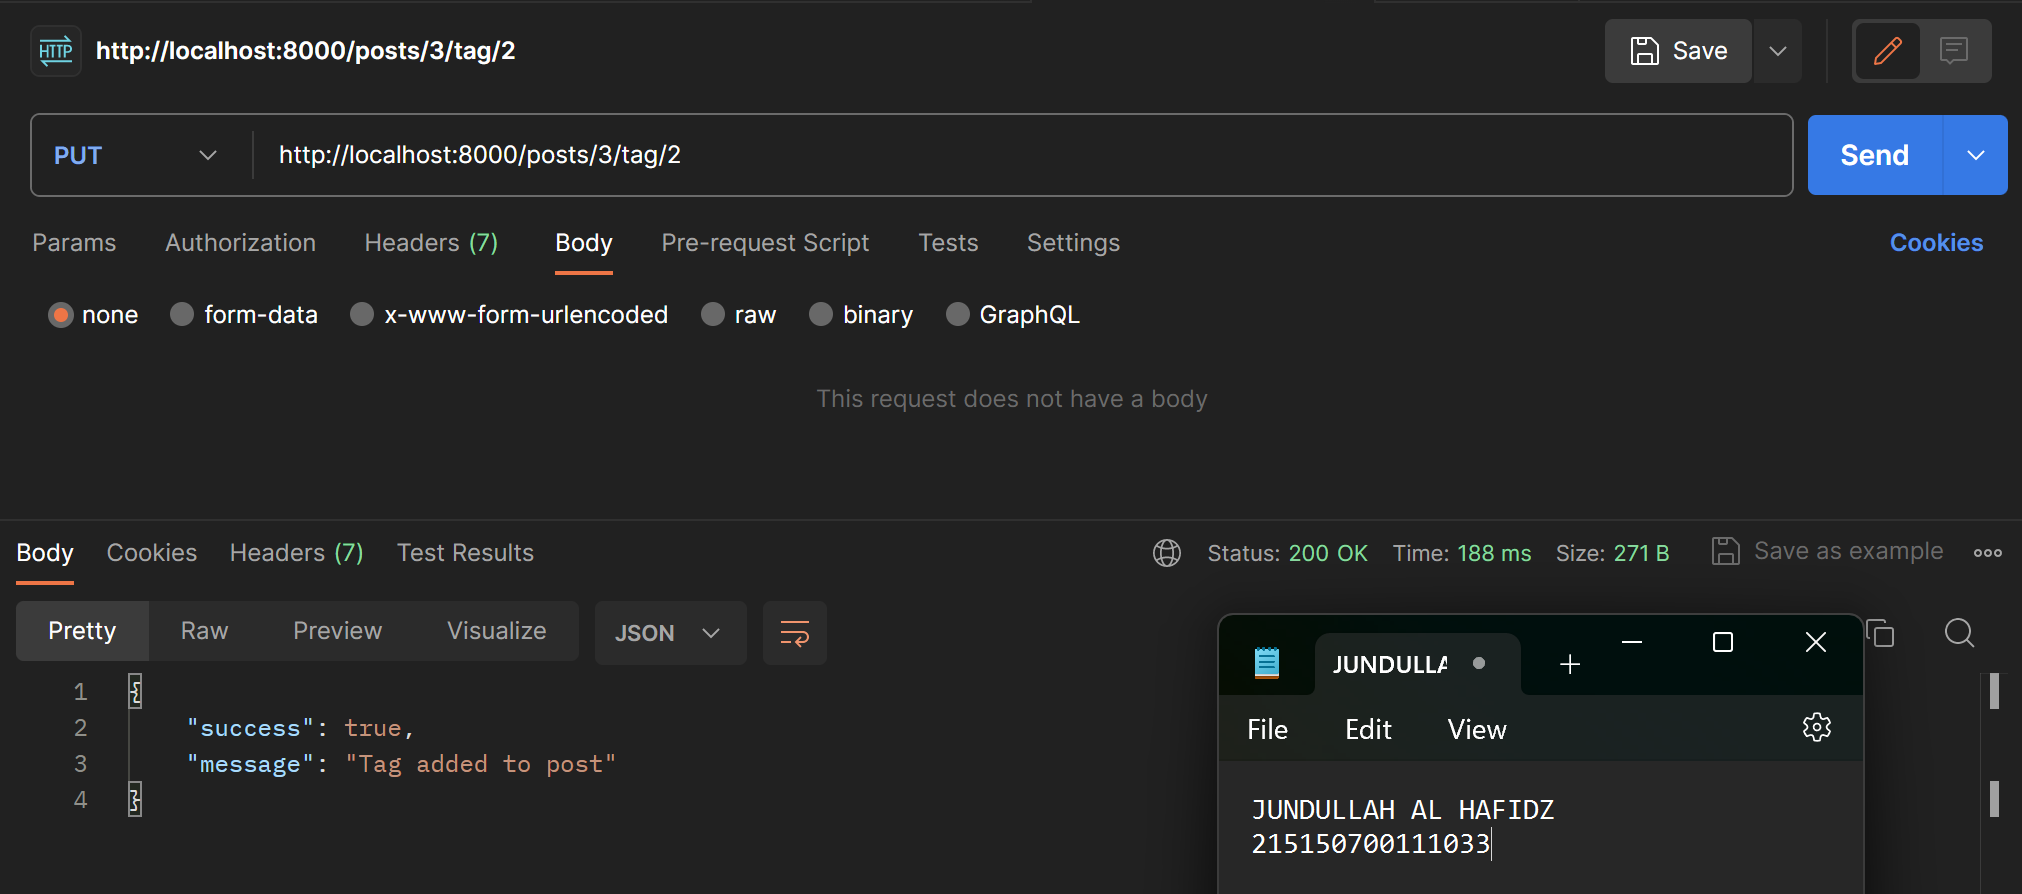 HTTP http://localhost:8000/posts/3/tag/2 Save
PUT http://localhost:8000/posts/3/tag/2 Send
Params Authorization Headers (7) Body Pre-request Script Tests Settings Cookies
none form-data x-www-form-urlencoded raw binary GraphQL
This request does not have a body
Body Cookies Headers (7) Test Results Status: 200 OK Time: 188 ms Size: 271 B Save as example
Pretty Raw Preview Visualize JSON
1 {
2 "success": true,
3 "message": "Tag added to post"
4 }
JUNDULLA
File Edit View
JUNDULLAH AL HAFIDZ
215150700111033